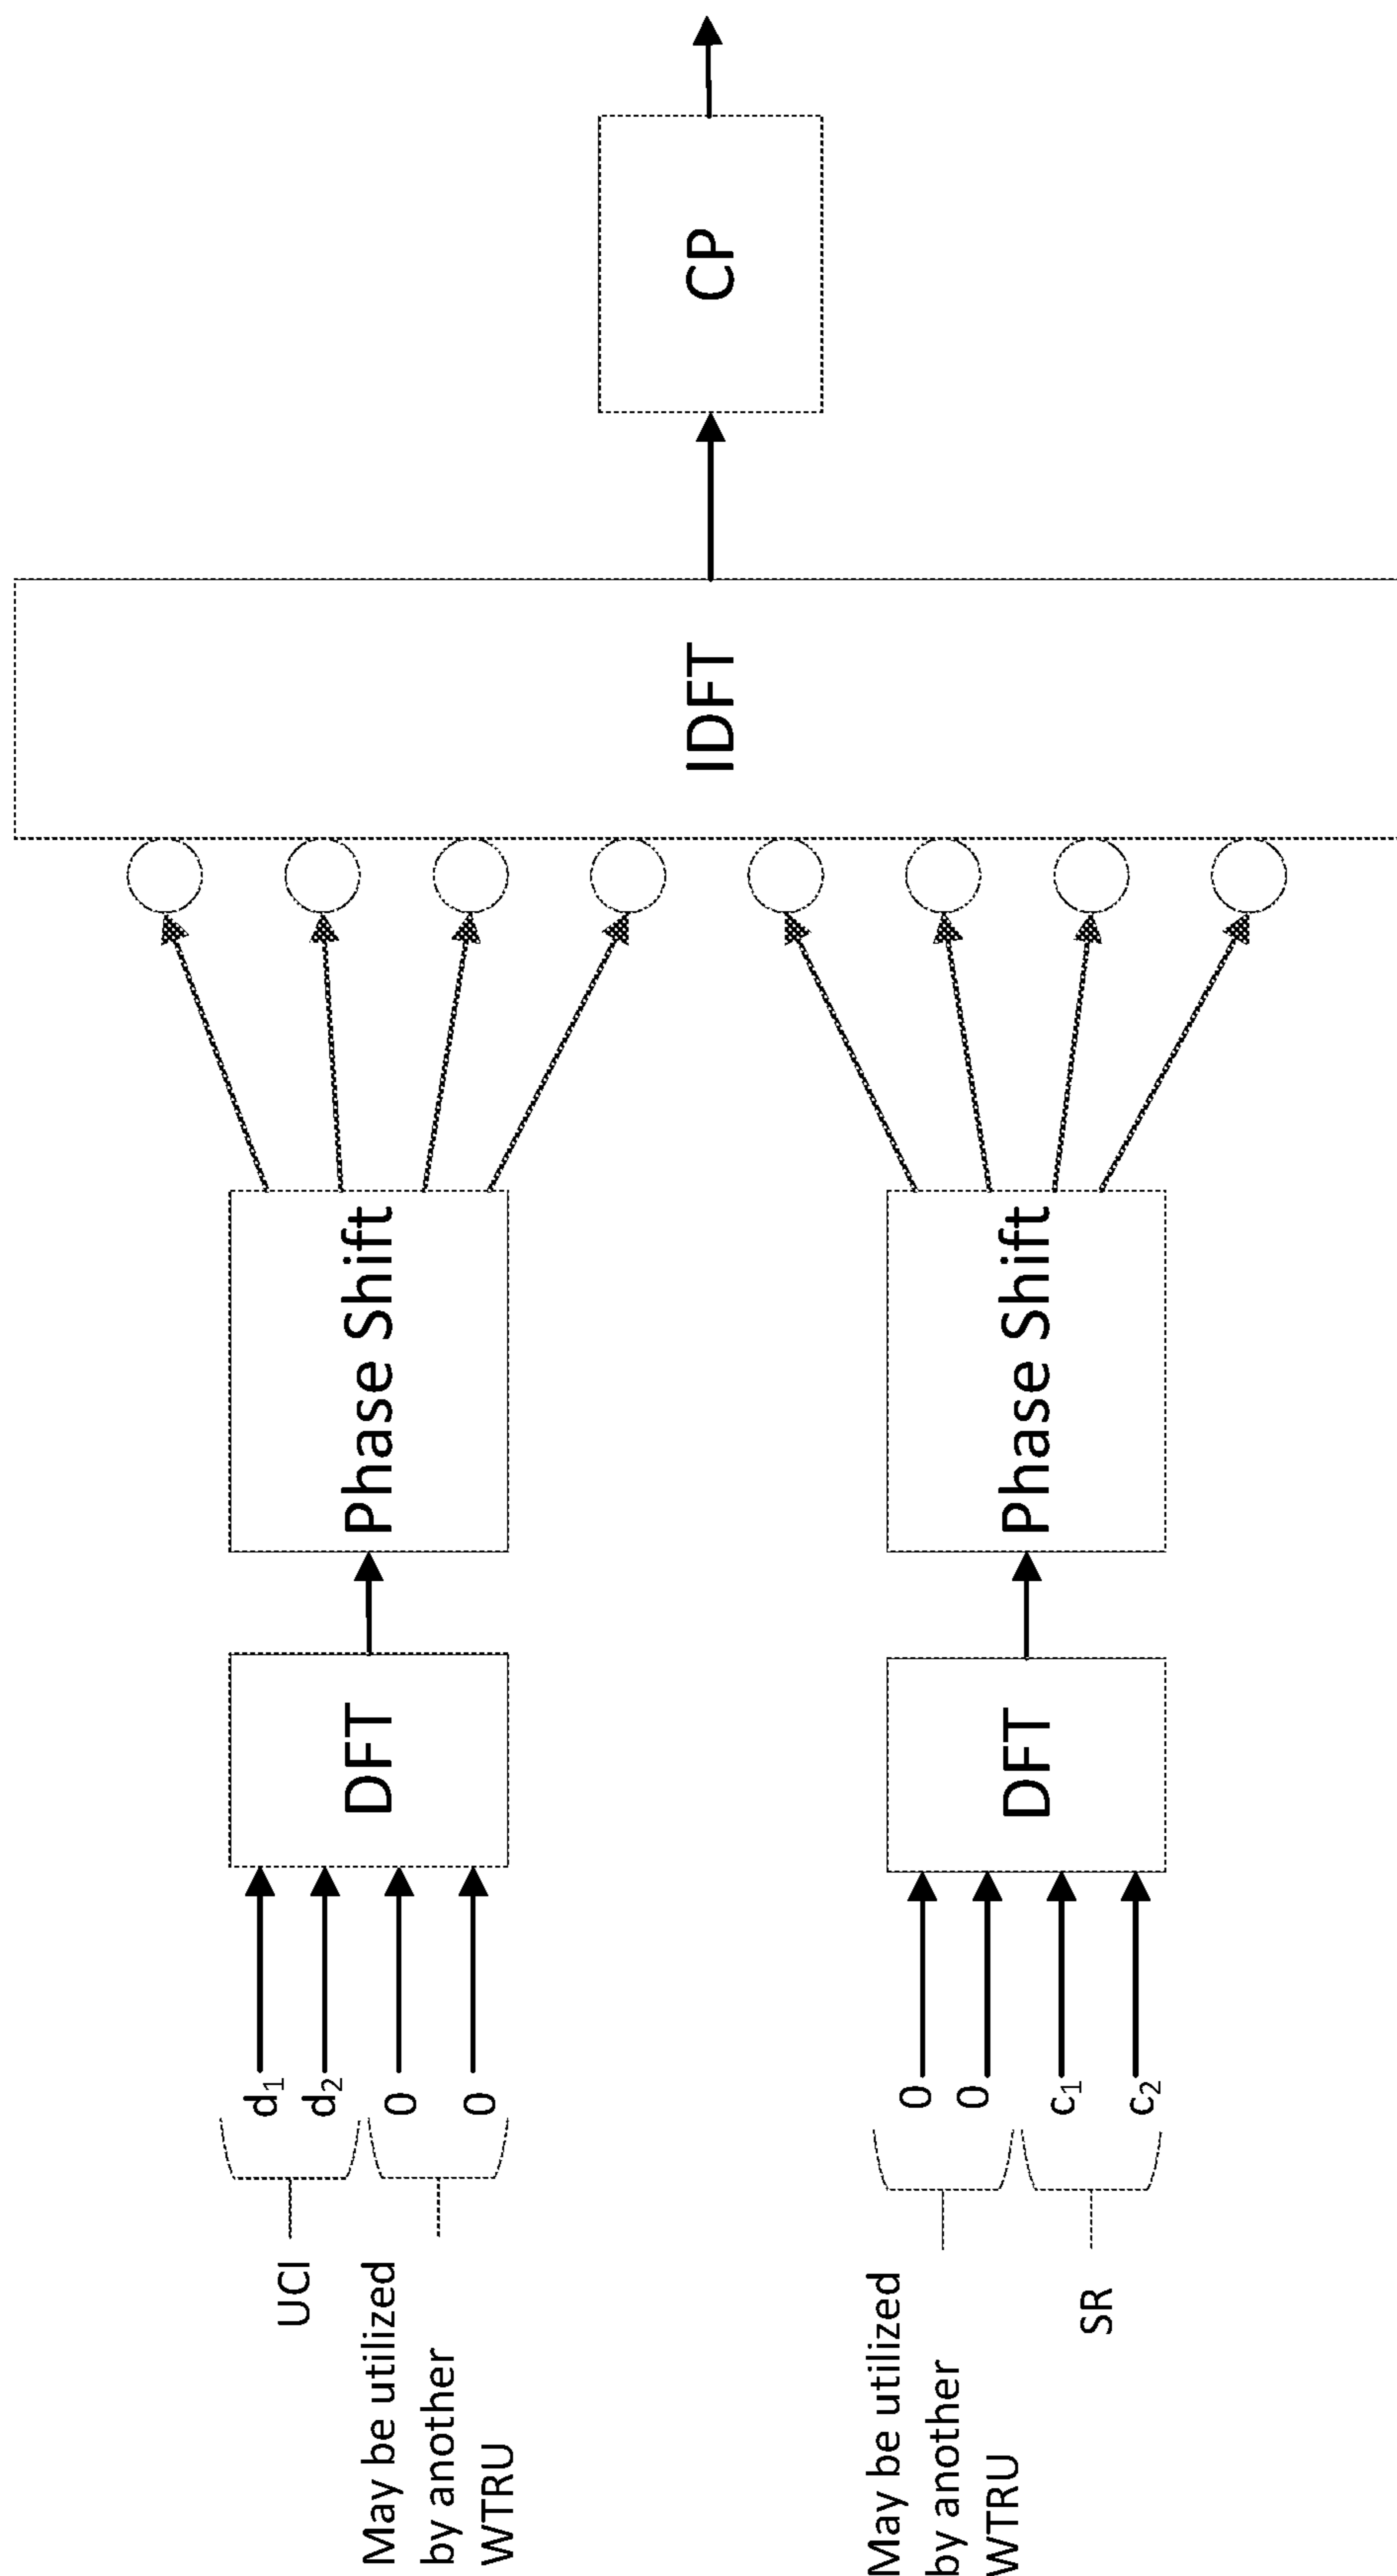 UCI
May be utilized
by another
WTRU
d₁
d₂
0
0
DFT
Phase Shift
May be utilized
by another
WTRU
SR
0
0
c₁
c₂
DFT
Phase Shift
IDFT
CP